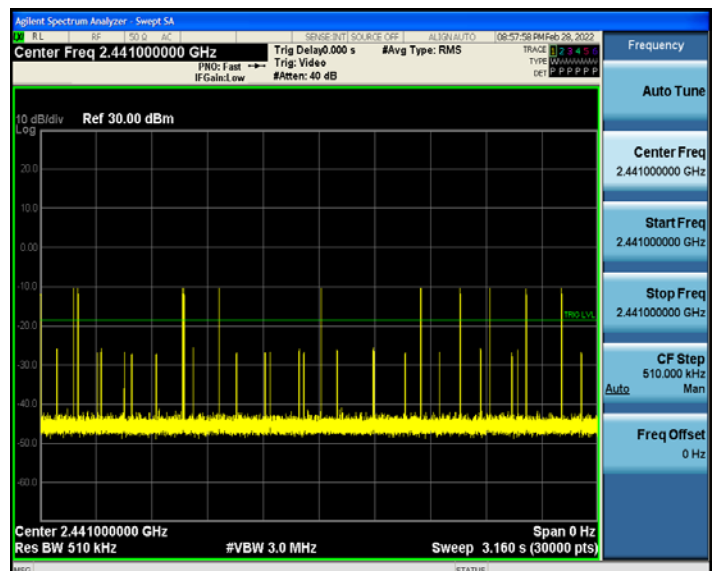 Agilent Spectrum Analyzer - Swept SA
RL RF 50 Ω AC SENSE:INT SOURCE OFF ALIGN AUTO 08:57:58 PM Feb 28, 2022
Center Freq 2.441000000 GHz
PNO: Fast
IFGain:Low
Trig Delay0.000 s
Trig: Video
#Atten: 40 dB
#Avg Type: RMS
TRACE 1 2 3 4 5 6
TYPE WWWWWW
DET P P P P P P
10 dB/div Ref 30.00 dBm
Log
20.0
10.0
0.00
-10.0
-20.0
-30.0
-40.0
-50.0
-60.0
TRIG LVL
Center 2.441000000 GHz Span 0 Hz
Res BW 510 kHz #VBW 3.0 MHz Sweep 3.160 s (30000 pts)
MSG STATUS
Frequency
Auto Tune
Center Freq
2.441000000 GHz
Start Freq
2.441000000 GHz
Stop Freq
2.441000000 GHz
CF Step
510.000 kHz
Auto Man
Freq Offset
0 Hz